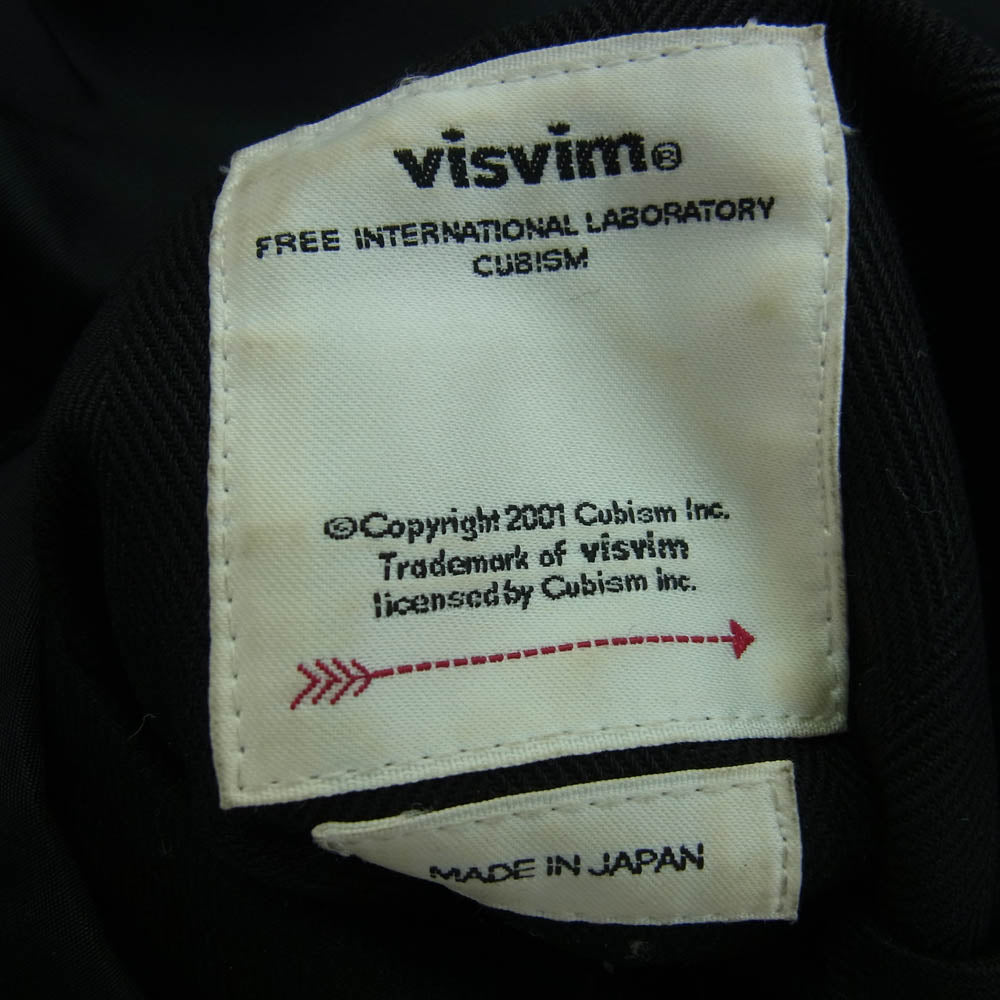 visvim®
FREE INTERNATIONAL LABORATORY
CUBISM
©Copyright 2001 Cubism Inc.
Trademark of visvim
licensed by Cubism inc.
MADE IN JAPAN